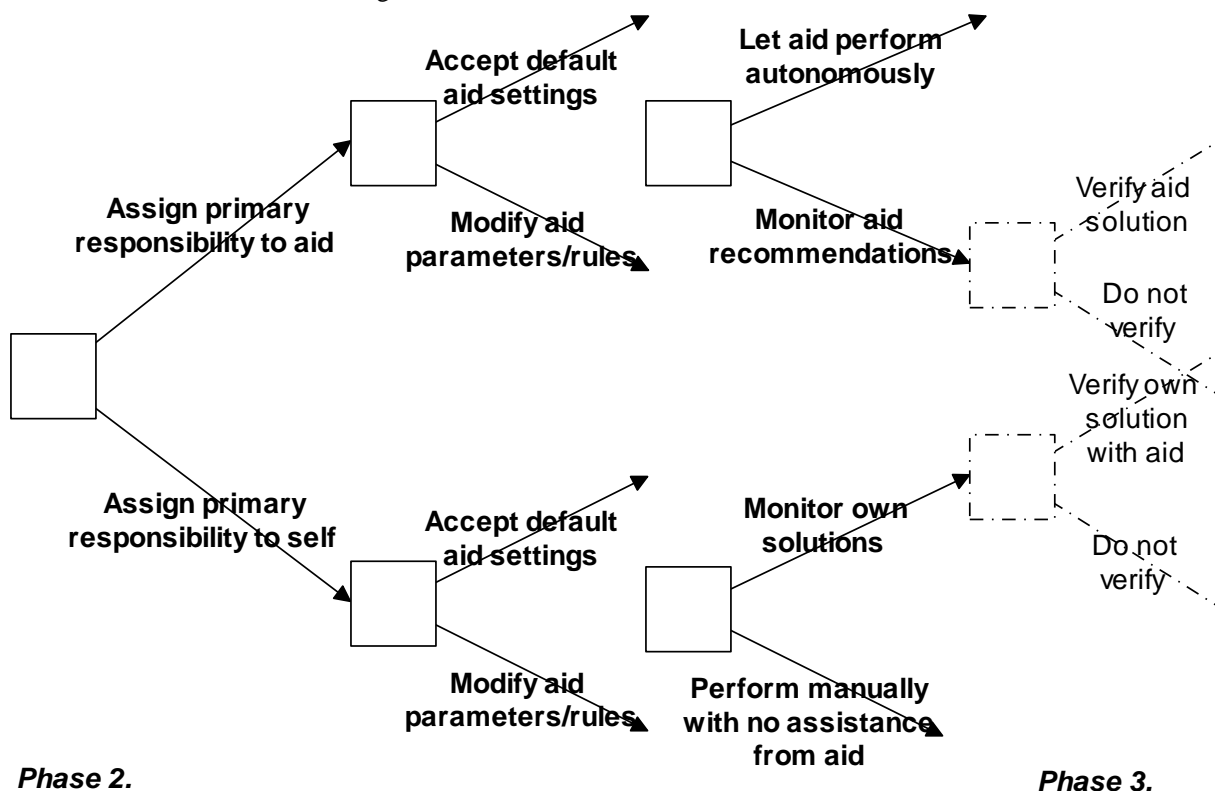 Accept default
aid settings
Let aid perform
autonomously
Assign primary
responsibility to aid
Modify aid
parameters/rules
Monitor aid
recommendations
Verify aid
solution
Do not
verify
Assign primary
responsibility to self
Accept default
aid settings
Monitor own
solutions
Verify own
solution
with aid
Do not
verify
Modify aid
parameters/rules
Perform manually
with no assistance
from aid
Phase 2.
Phase 3.